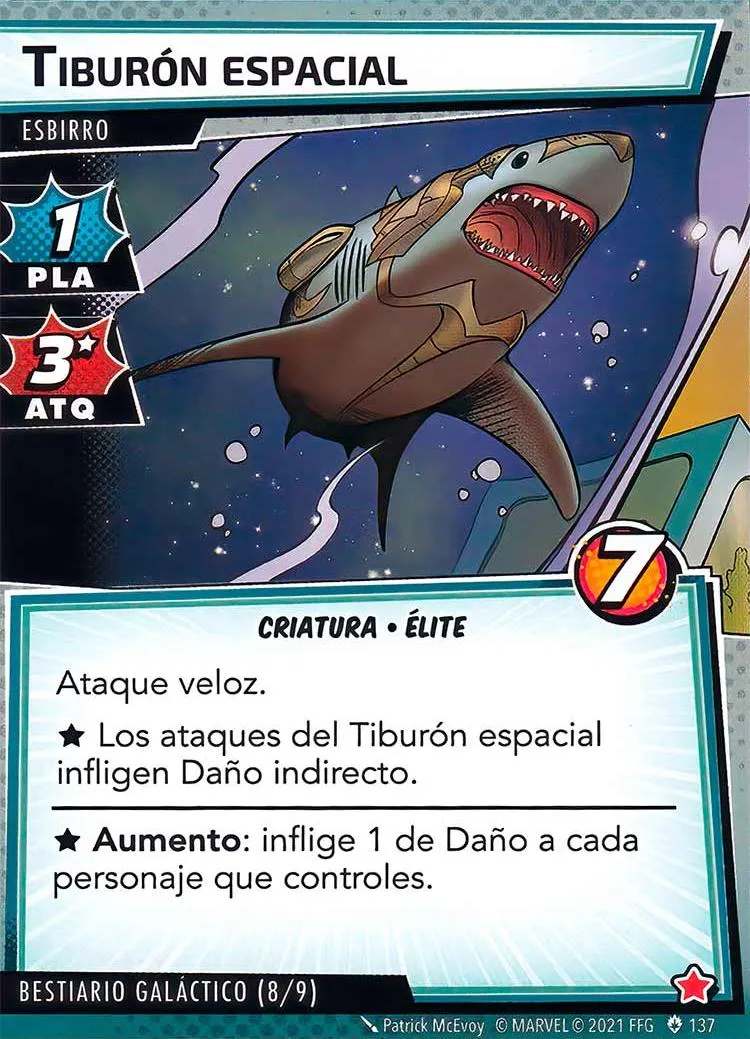 TIBURÓN ESPACIAL
ESBIRRO
1
PLA
3★
ATQ
7
CRIATURA • ÉLITE
Ataque veloz.
★ Los ataques del Tiburón espacial
infligen Daño indirecto.
★ Aumento: inflige 1 de Daño a cada
personaje que controles.
BESTIARIO GALÁCTICO (8/9)
Patrick McEvoy © MARVEL © 2021 FFG 137